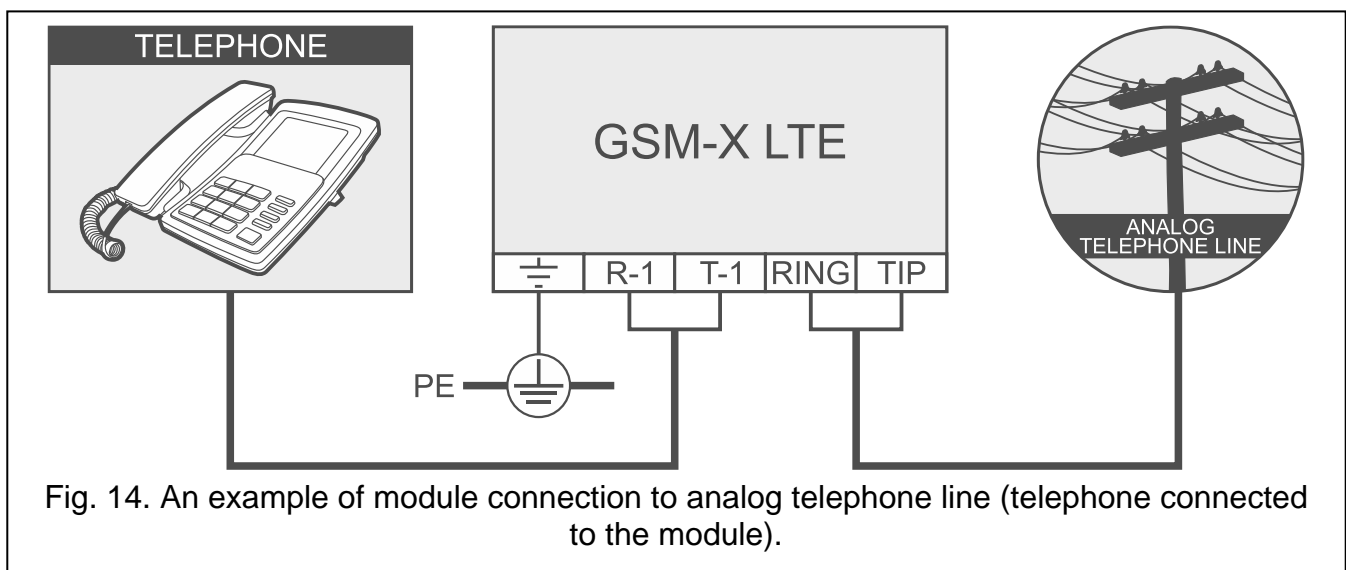 TELEPHONE
GSM-X LTE
ANALOG
TELEPHONE LINE
R-1 T-1 RING TIP
PE
Fig. 14. An example of module connection to analog telephone line (telephone connected
to the module).